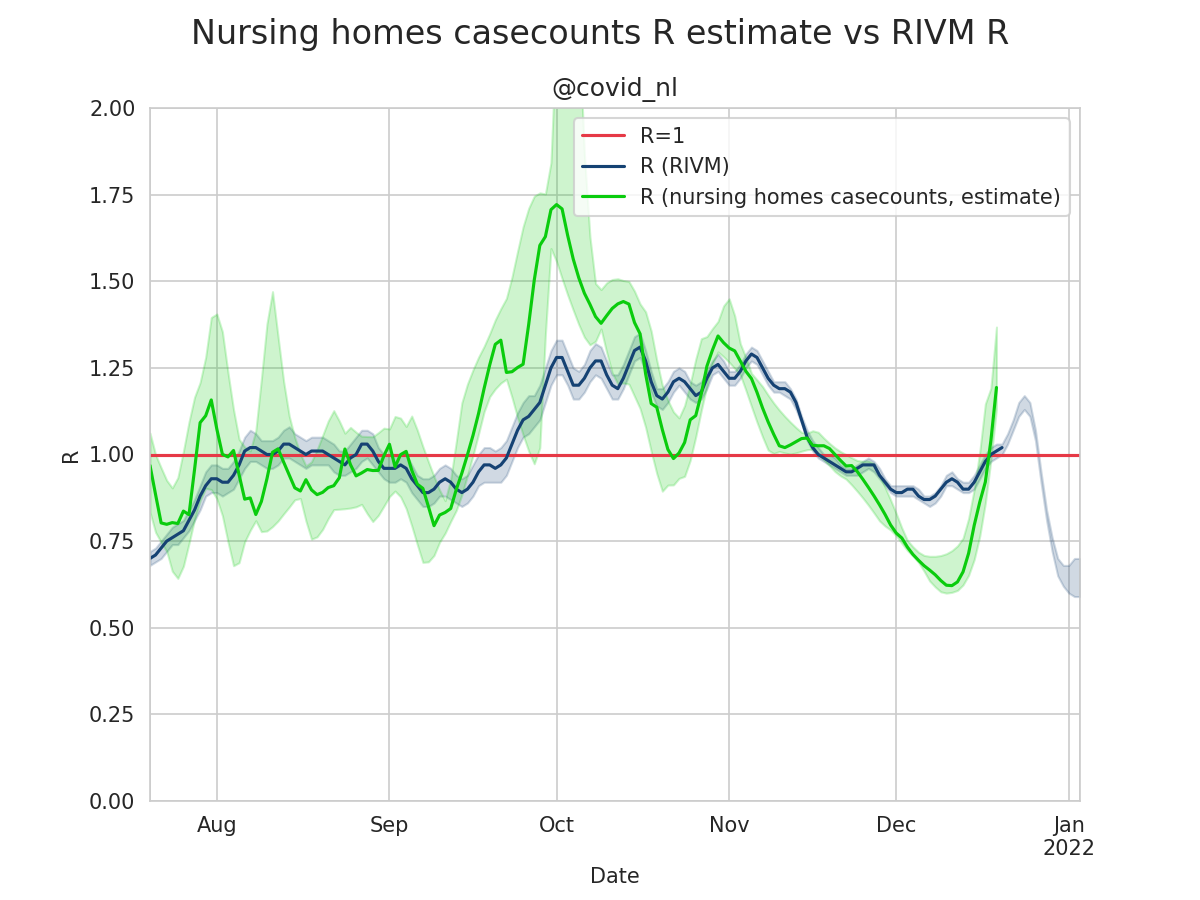 Nursing homes casecounts R estimate vs RIVM R
@covid_nl
R=1
R (RIVM)
R (nursing homes casecounts, estimate)
2.00
1.75
1.50
1.25
1.00
0.75
0.50
0.25
0.00
R
Aug Sep Oct Nov Dec Jan
2022
Date